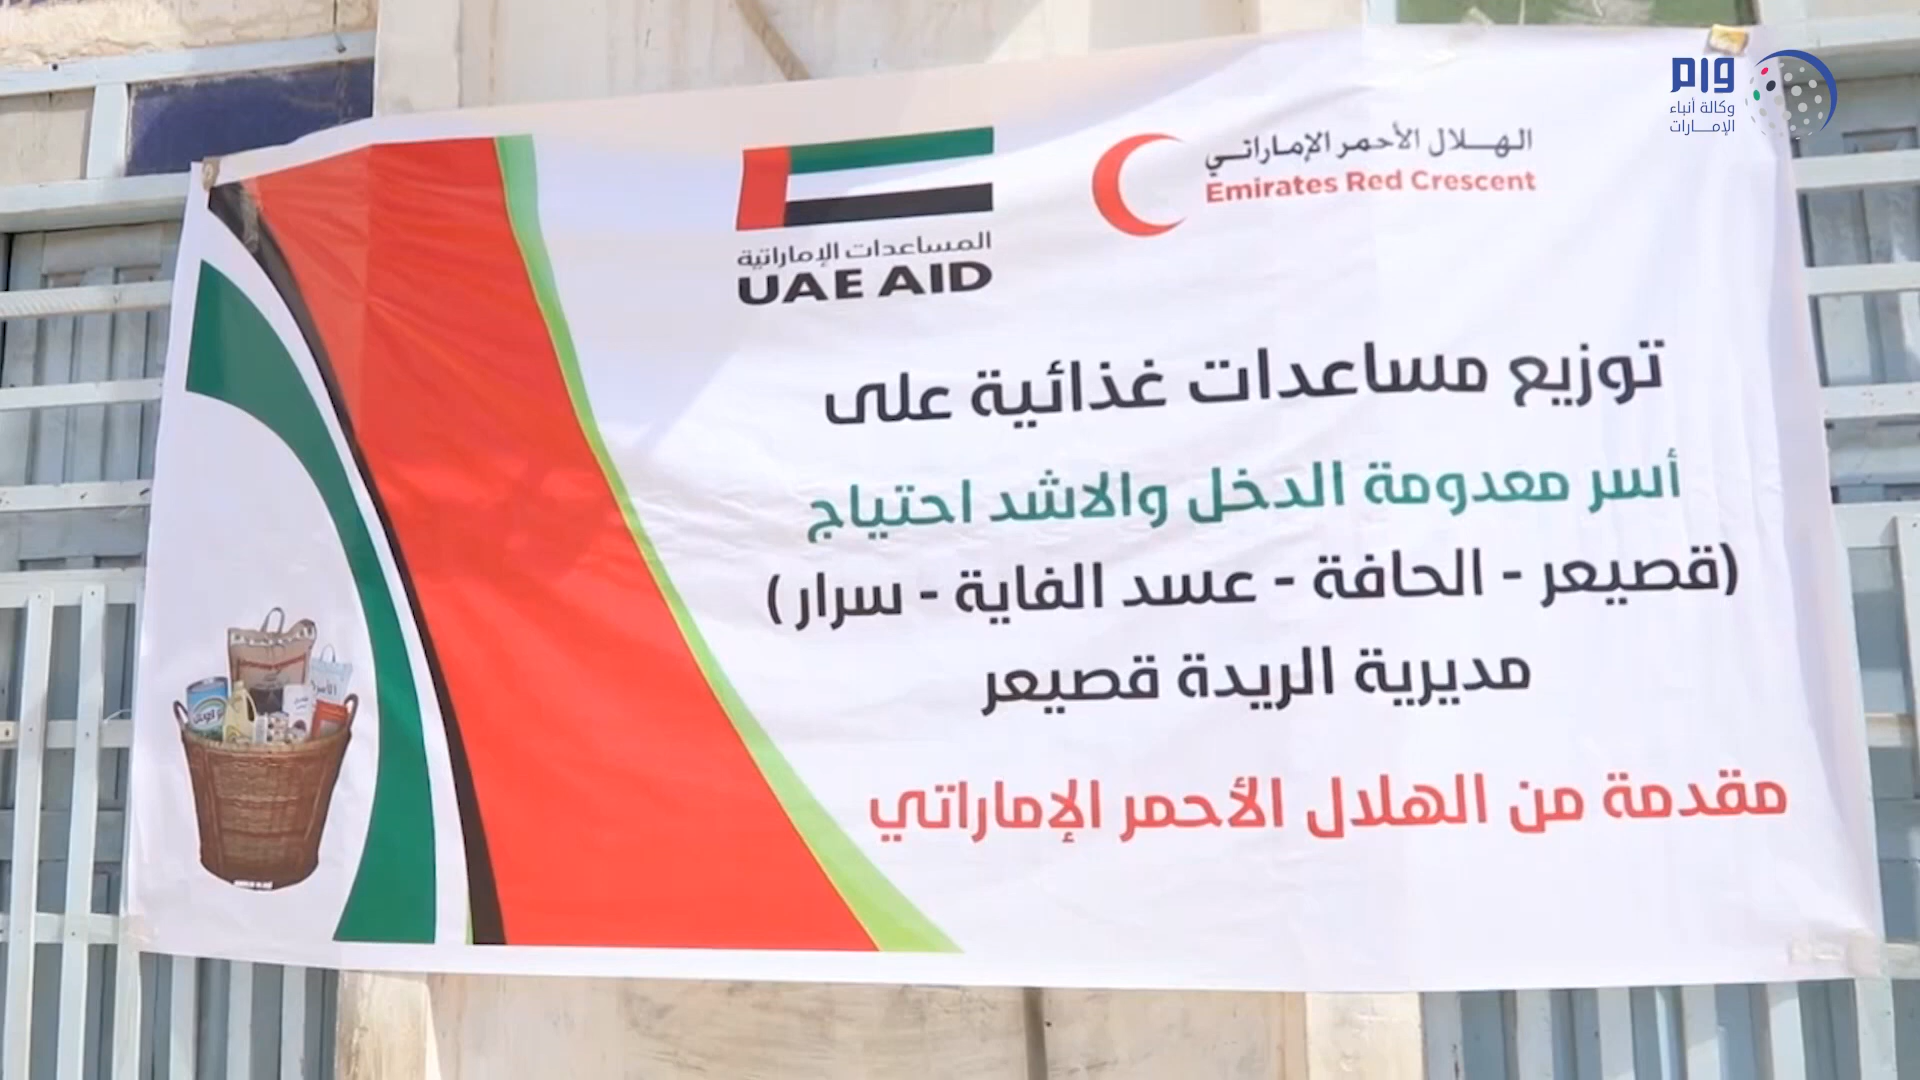 وام
وكالة أنباء
الإمارات
الهلال الأحمر الإماراتي
Emirates Red Crescent
المساعدات الإماراتية
UAE AID
توزيع مساعدات غذائية على
أسر معدومة الدخل والاشد احتياج
(قصيعر - الحافة - عسد الفاية - سرار )
مديرية الريدة قصيعر
مقدمة من الهلال الأحمر الإماراتي